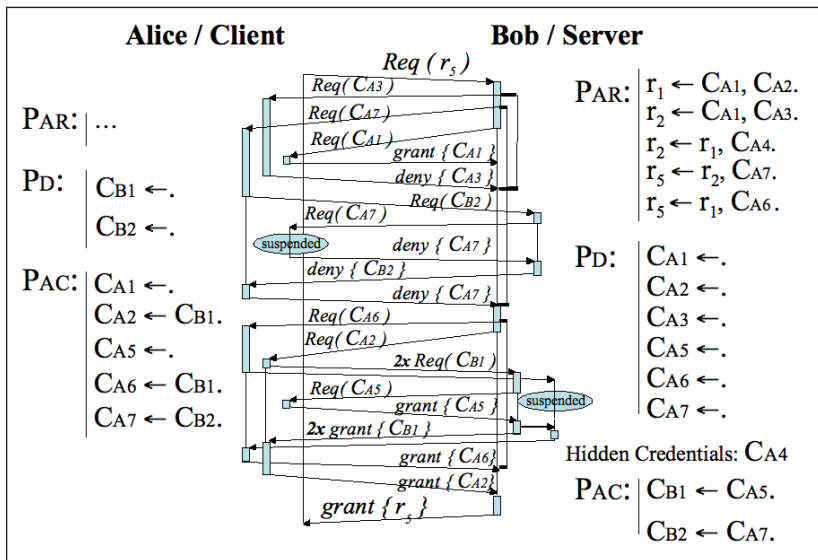 Alice / Client
Bob / Server
Req ( r5 )
Req( CA3 )
Req( CA7 )
Req( CA1 )
grant { CA1 }
deny { CA3 }
Req( CB2 )
Req( CA7 )
suspended
deny { CA7 }
deny { CB2 }
deny { CA7 }
Req( CA6 )
Req( CA2 )
2x Req( CB1 )
Req( CA5 )
suspended
grant { CA5 }
2x grant { CB1 }
grant { CA6}
grant { CA2}
grant { r5 }
PAR: …
PD: CB1 ←.
CB2 ←.
PAC: CA1 ←.
CA2 ← CB1.
CA5 ←.
CA6 ← CB1.
CA7 ← CB2.
PAR: r1 ← CA1, CA2.
r2 ← CA1, CA3.
r2 ← r1, CA4.
r5 ← r2, CA7.
r5 ← r1, CA6.
PD: CA1 ←.
CA2 ←.
CA3 ←.
CA5 ←.
CA6 ←.
CA7 ←.
Hidden Credentials: CA4
PAC: CB1 ← CA5.
CB2 ← CA7.